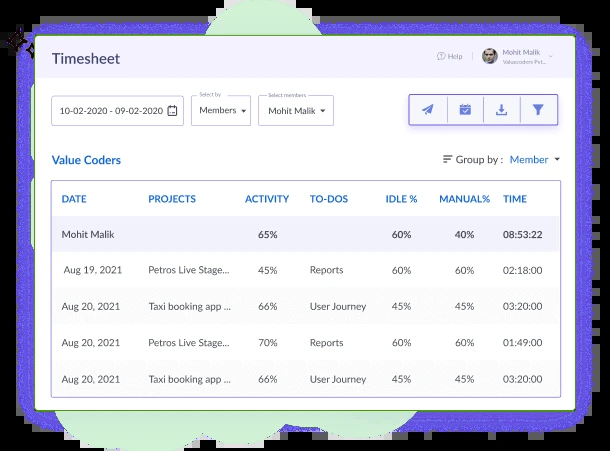 Timesheet
Help
Mohit Malik
Valuecoders Pvt...
Select by
Select members
10-02-2020 - 09-02-2020
Members
Mohit Malik
Value Coders
Group by : Member
DATE PROJECTS ACTIVITY TO-DOS IDLE % MANUAL% TIME
Mohit Malik 65% 60% 40% 08:53:22
Aug 19, 2021 Petros Live Stage... 45% Reports 60% 60% 02:18:00
Aug 20, 2021 Taxi booking app ... 66% User Journey 45% 45% 03:20:00
Aug 20, 2021 Petros Live Stage... 70% Reports 60% 60% 01:49:00
Aug 20, 2021 Taxi booking app ... 66% User Journey 45% 45% 03:20:00